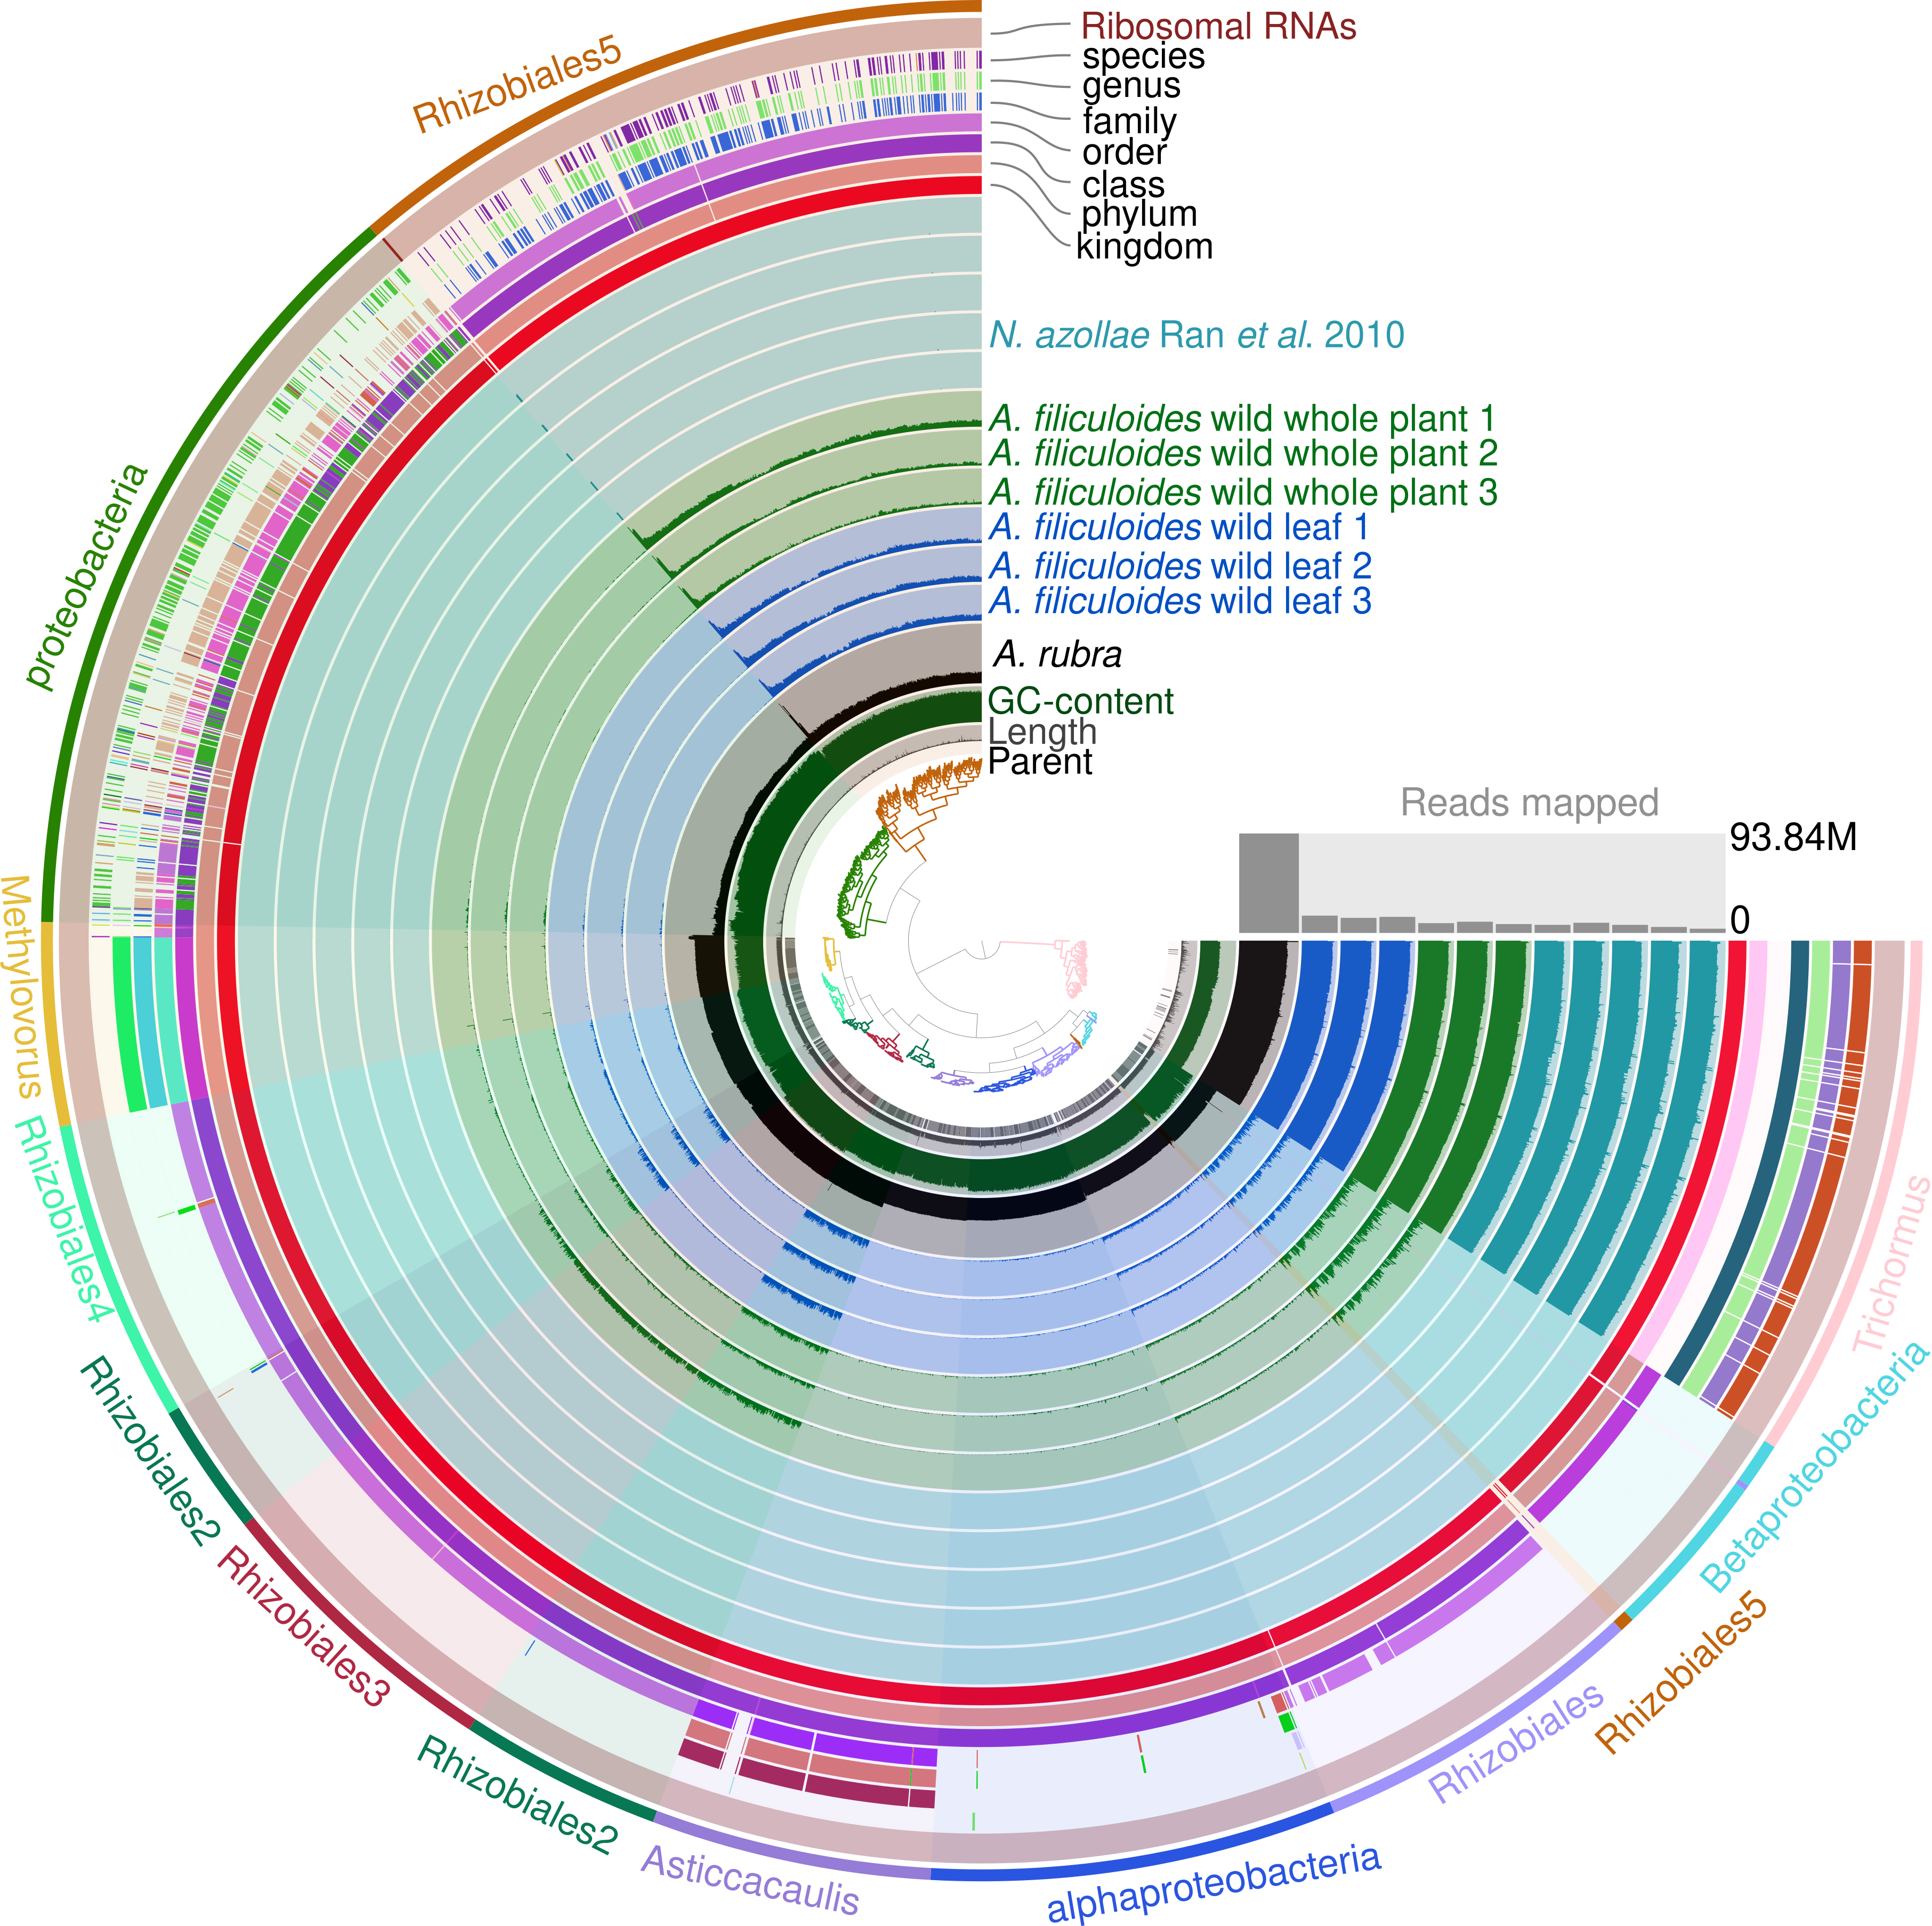 Ribosomal RNAs
species
genus
family
order
class
phylum
kingdom
N. azollae Ran et al. 2010
A. filiculoides wild whole plant 1
A. filiculoides wild whole plant 2
A. filiculoides wild whole plant 3
A. filiculoides wild leaf 1
A. filiculoides wild leaf 2
A. filiculoides wild leaf 3
A. rubra
GC-content
Length
Parent
Reads mapped
93.84M
0
Trichormus
Betaproteobacteria
Rhizobiales5
Rhizobiales
alphaproteobacteria
Asticcacaulis
Rhizobiales2
Rhizobiales3
Rhizobiales2
Rhizobiales4
Methylovorus
proteobacteria
Rhizobiales5